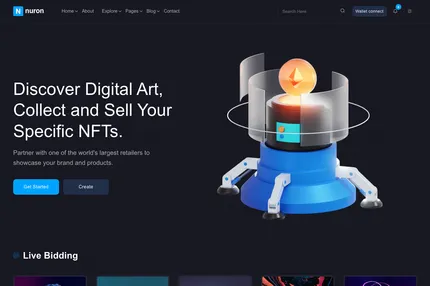 N nuron
Home About Explore Pages Blog Contact
Search Here
Wallet connect
Discover Digital Art,
Collect and Sell Your
Specific NFTs.
Partner with one of the world's largest retailers to
showcase your brand and products.
Get Started
Create
Live Bidding